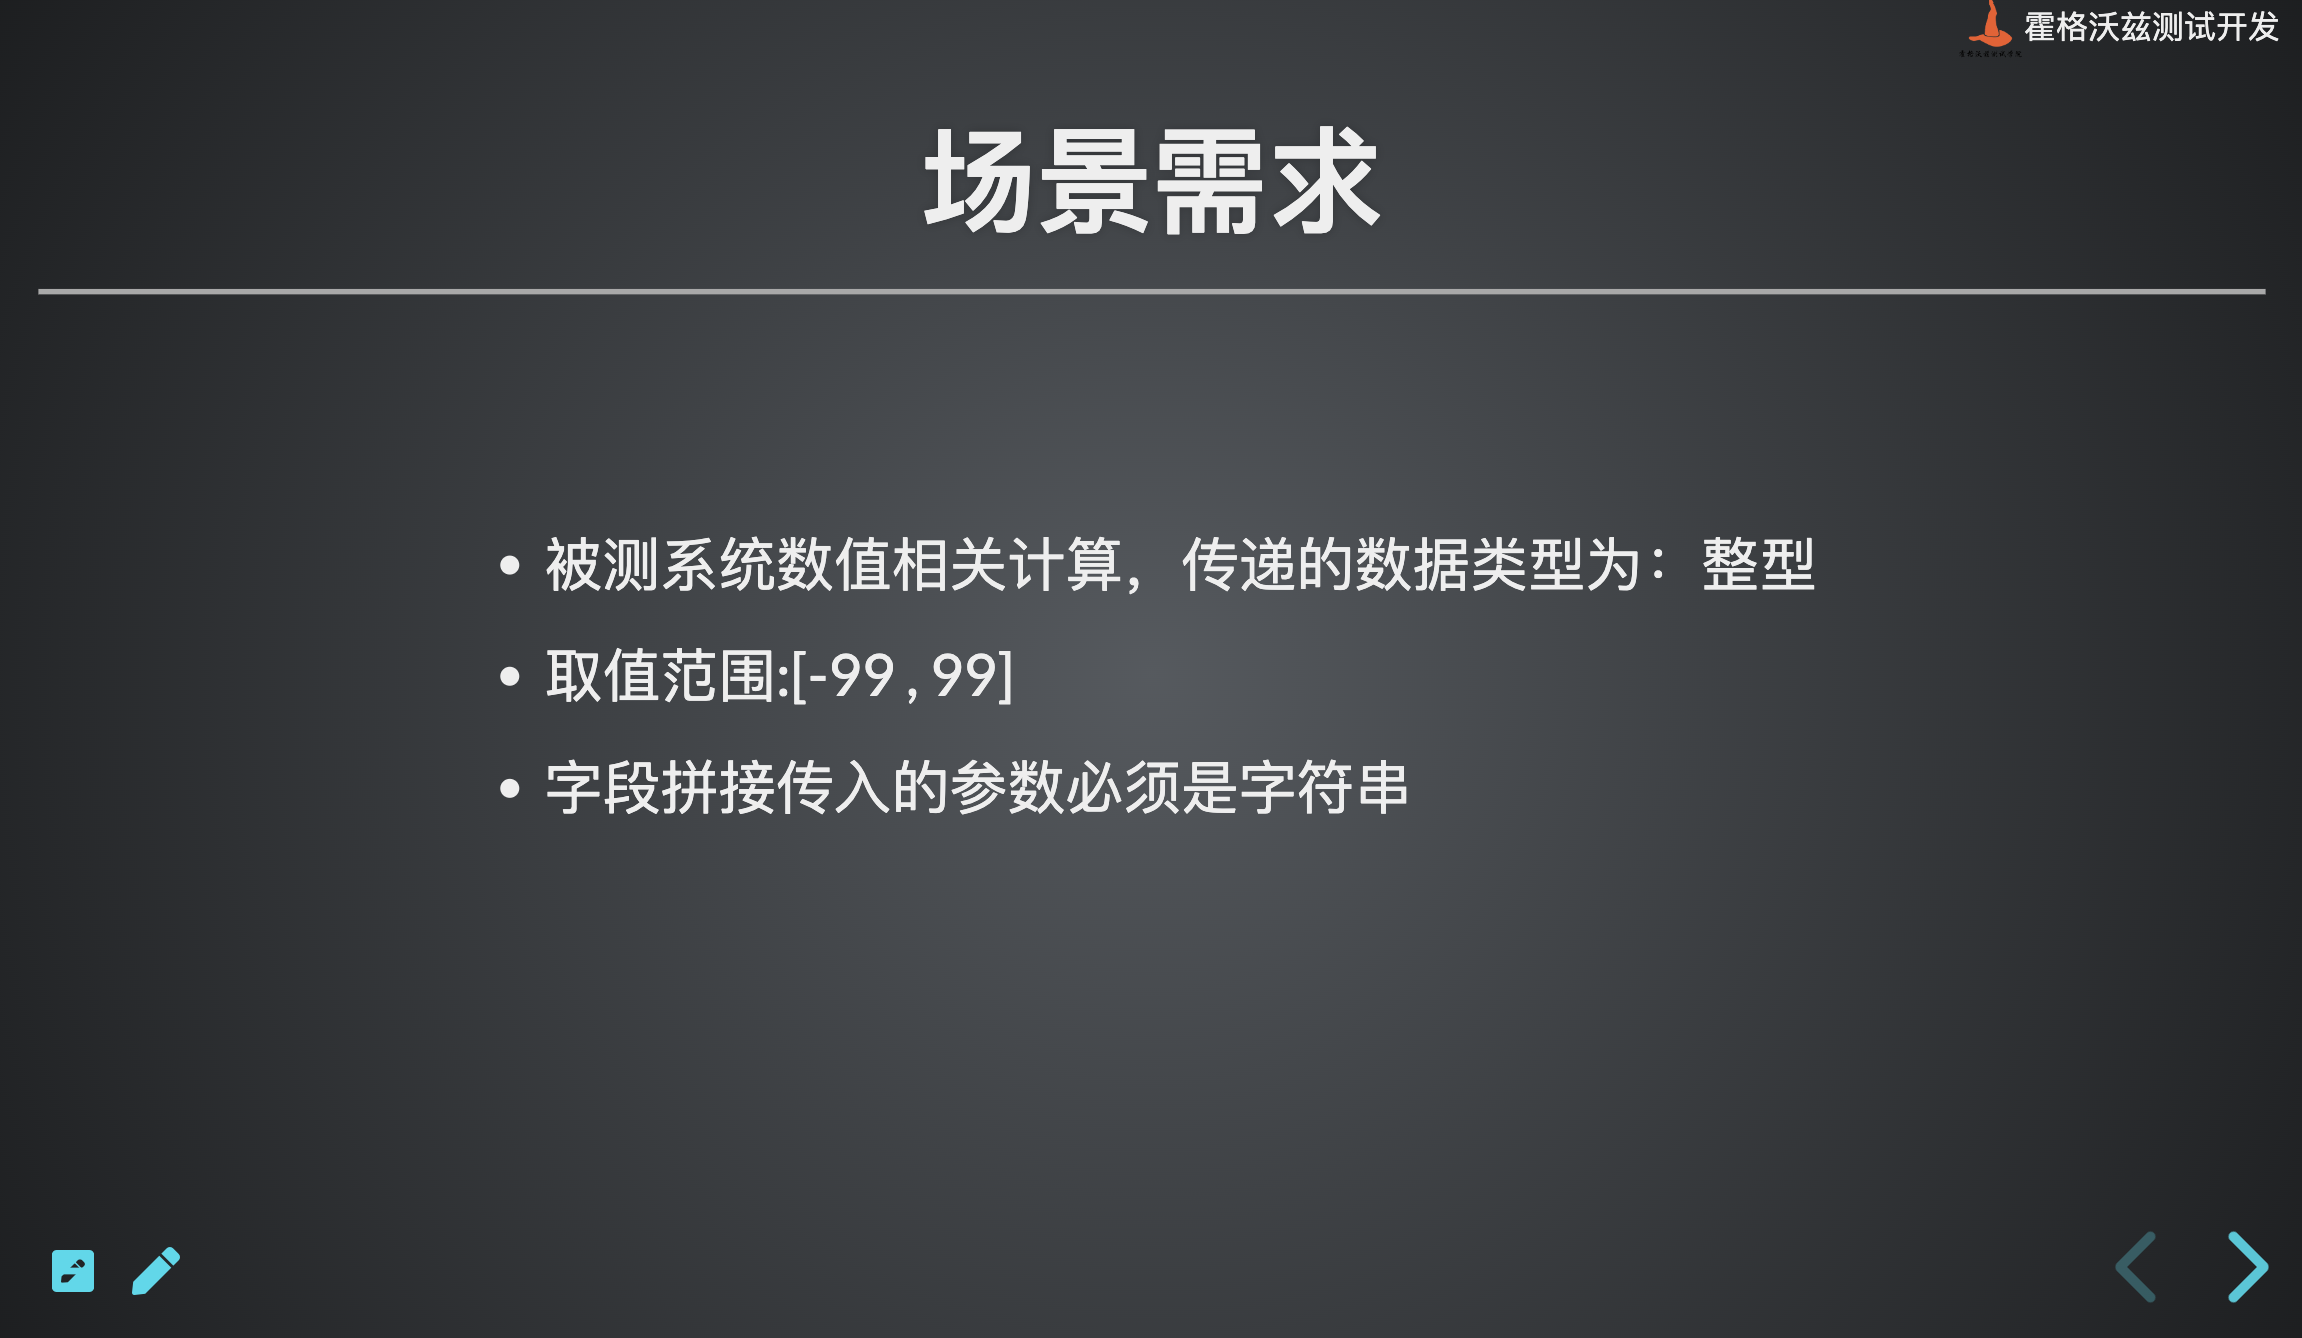 霍格沃兹测试开发
场景需求
被测系统数值相关计算，传递的数据类型为：整型
取值范围:[-99 , 99]
字段拼接传入的参数必须是字符串